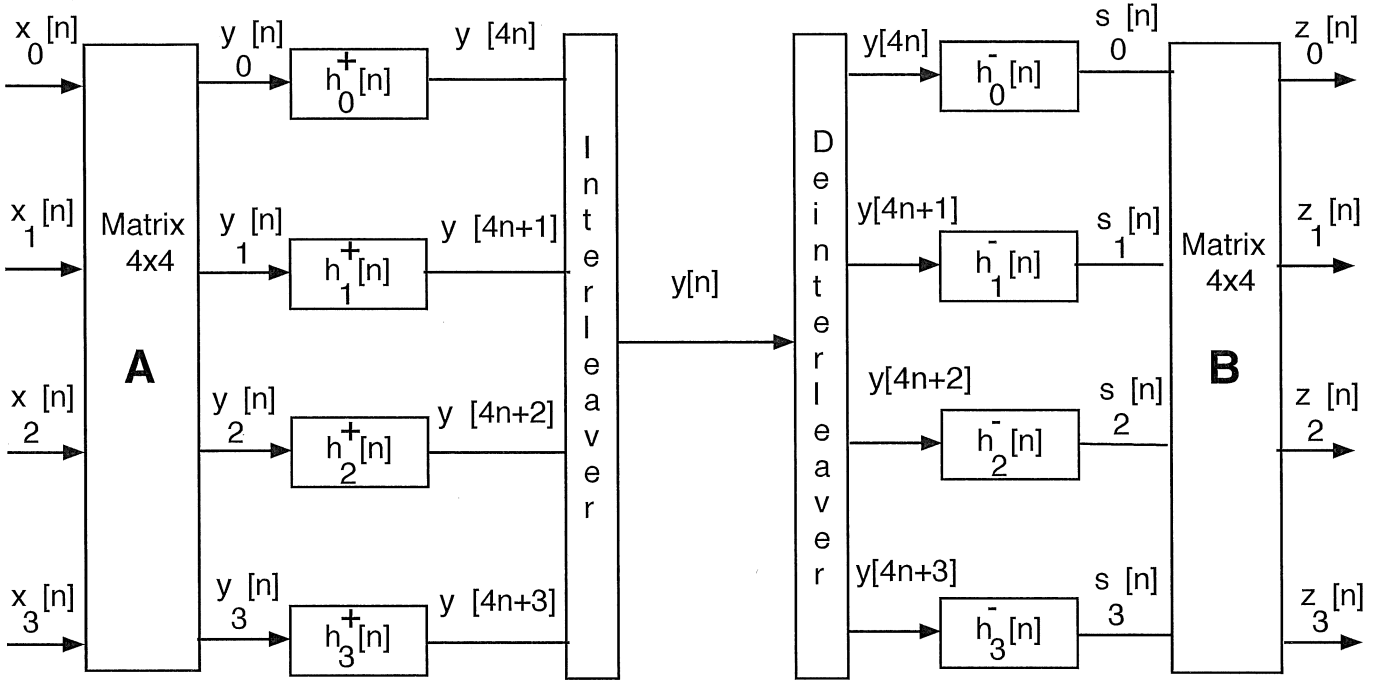 x₀[n] y₀[n] h₀⁺[n] y [4n]
x₁[n] y₁[n] h₁⁺[n] y [4n+1]
x₂[n] y₂[n] h₂⁺[n] y [4n+2]
x₃[n] y₃[n] h₃⁺[n] y [4n+3]
Matrix
4x4
A
Interleaver
y[n]
Deinterleaver
y[4n] h₀⁻[n] s₀[n] z₀[n]
y[4n+1] h₁⁻[n] s₁[n] z₁[n]
y[4n+2] h₂⁻[n] s₂[n] z₂[n]
y[4n+3] h₃⁻[n] s₃[n] z₃[n]
Matrix
4x4
B